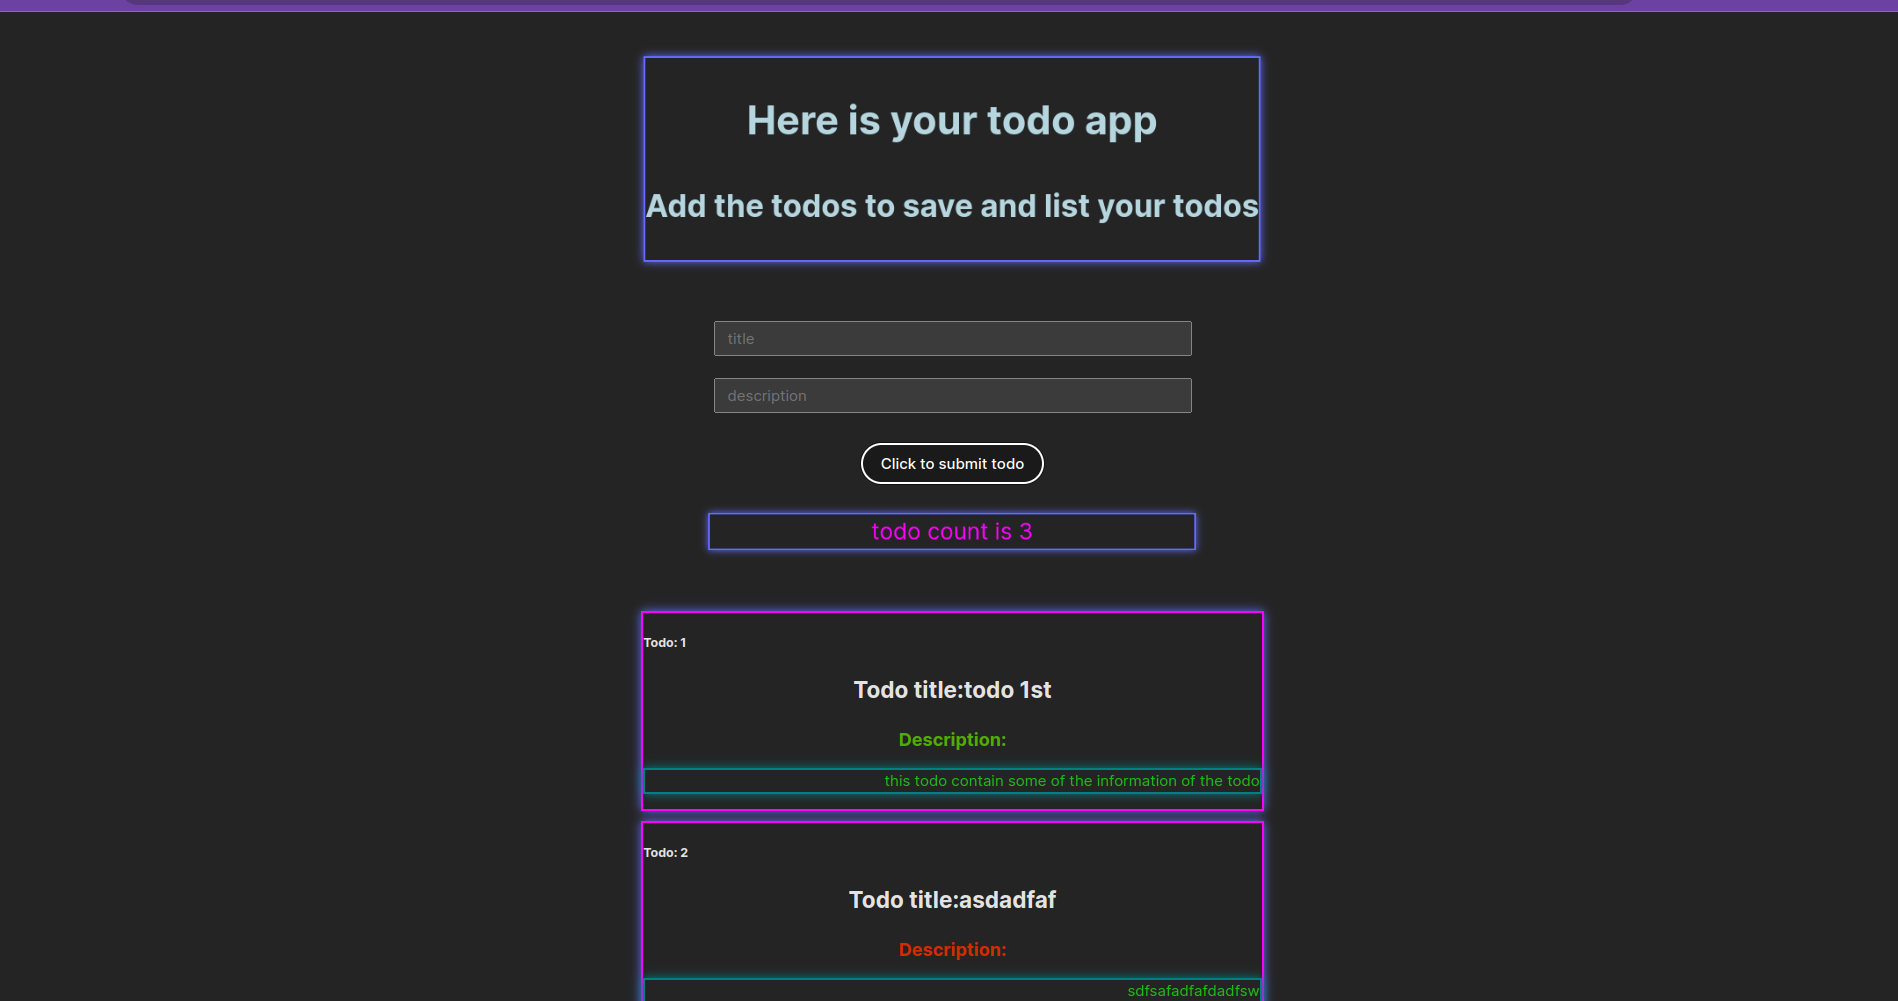 Here is your todo app
Add the todos to save and list your todos
title
description
Click to submit todo
todo count is 3
Todo: 1
Todo title:todo 1st
Description:
this todo contain some of the information of the todo
Todo: 2
Todo title:asdadfaf
Description:
sdfsafadfafdadfsw